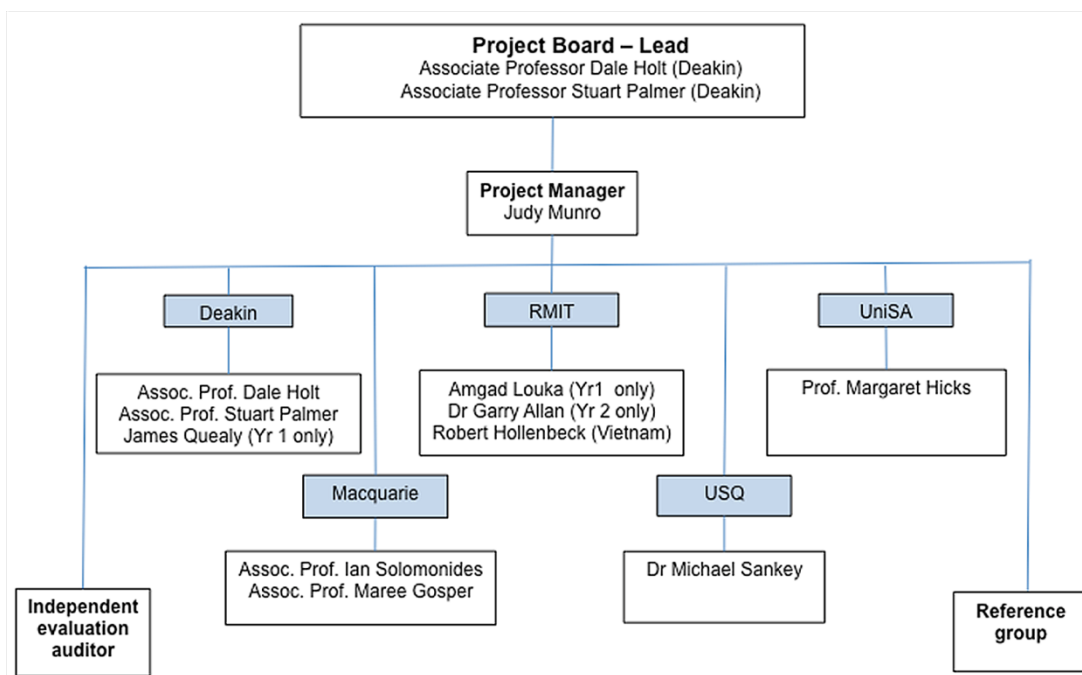 Project Board – Lead
Associate Professor Dale Holt (Deakin)
Associate Professor Stuart Palmer (Deakin)
Project Manager
Judy Munro
Deakin
RMIT
UniSA
Assoc. Prof. Dale Holt
Assoc. Prof. Stuart Palmer
James Quealy (Yr 1 only)
Amgad Louka (Yr1 only)
Dr Garry Allan (Yr 2 only)
Robert Hollenbeck (Vietnam)
Prof. Margaret Hicks
Macquarie
USQ
Assoc. Prof. Ian Solomonides
Assoc. Prof. Maree Gosper
Dr Michael Sankey
Independent
evaluation
auditor
Reference
group